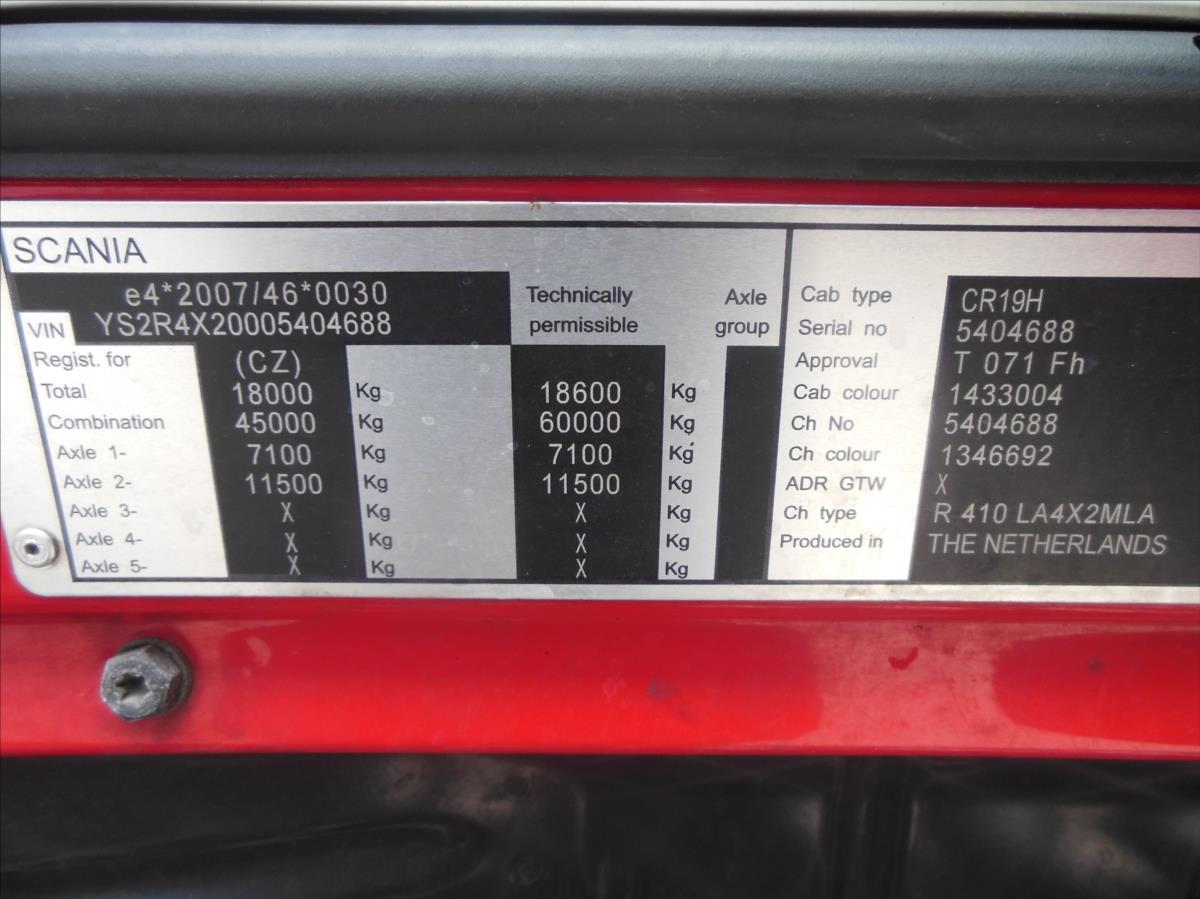 SCANIA
e4*2007/46*0030
VIN YS2R4X20005404688
Technically permissible
Axle group
Regist. for (CZ)
Total 18000 Kg 18600 Kg
Combination 45000 Kg 60000 Kg
Axle 1- 7100 Kg 7100 Kg
Axle 2- 11500 Kg 11500 Kg
Axle 3- X Kg X Kg
Axle 4- X Kg X Kg
Axle 5- X Kg X Kg
Cab type CR19H
Serial no 5404688
Approval T 071 Fh
Cab colour 1433004
Ch No 5404688
Ch colour 1346692
ADR GTW X
Ch type R 410 LA4X2MLA
Produced in THE NETHERLANDS